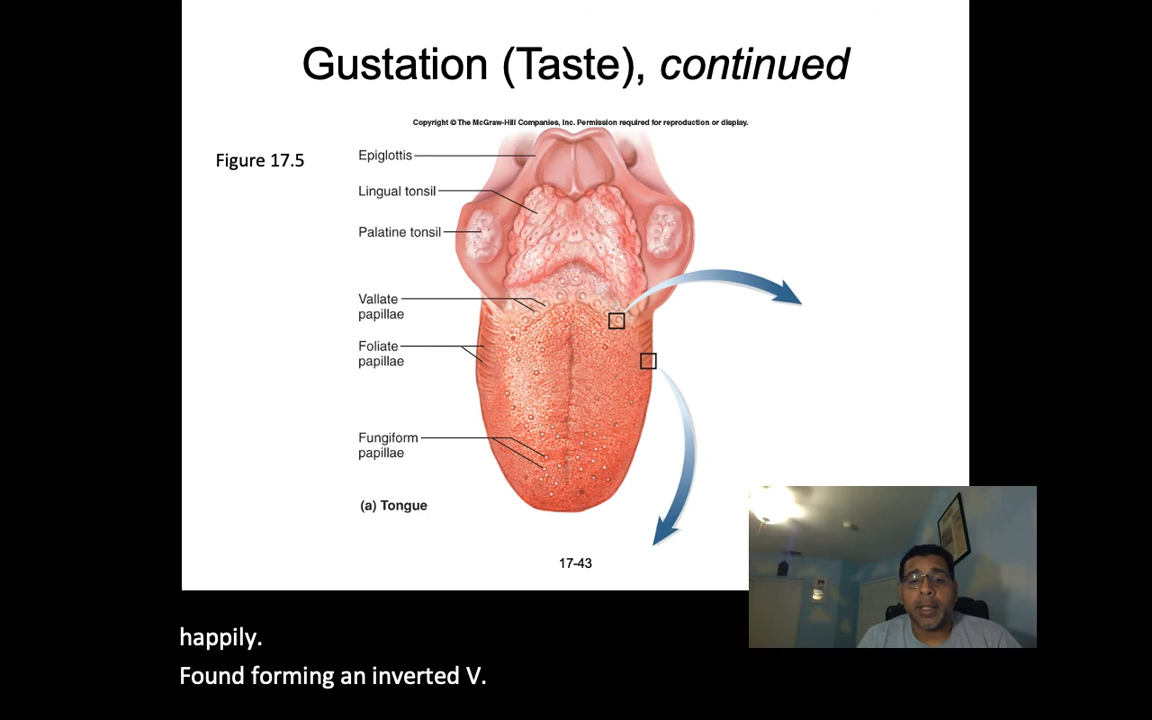 Gustation (Taste), continued
Copyright © The McGraw-Hill Companies, Inc. Permission required for reproduction or display.
Figure 17.5
Epiglottis
Lingual tonsil
Palatine tonsil
Vallate
papillae
Foliate
papillae
Fungiform
papillae
(a) Tongue
17-43
happily.
Found forming an inverted V.